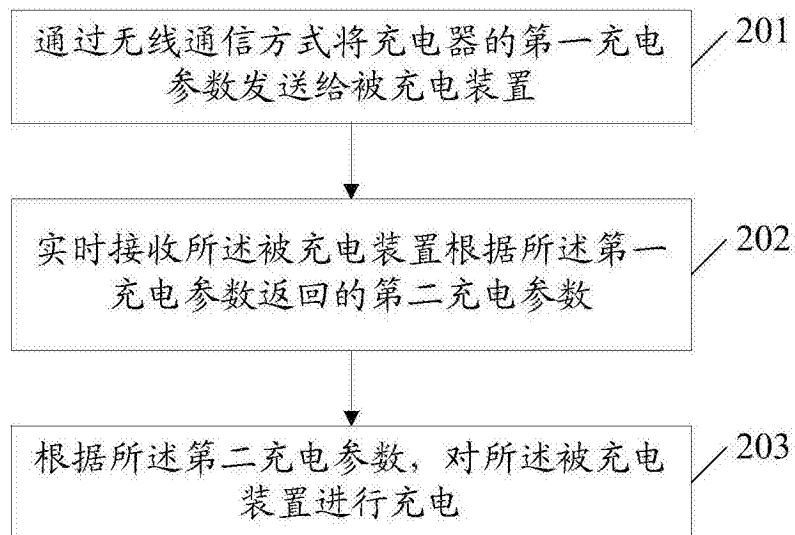 通过无线通信方式将充电器的第一充电
参数发送给被充电装置
201
实时接收所述被充电装置根据所述第一
充电参数返回的第二充电参数
202
根据所述第二充电参数，对所述被充电
装置进行充电
203